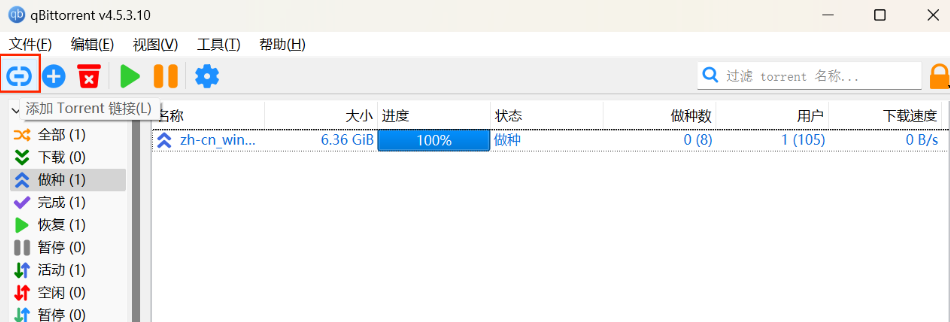 qb qBittorrent v4.5.3.10
文件(F) 编辑(E) 视图(V) 工具(T) 帮助(H)
过滤 torrent 名称...
添加 Torrent 链接(L)
名称 大小 进度 状态 做种数 用户 下载速度
zh-cn_win... 6.36 GiB 100% 做种 0 (8) 1 (105) 0 B/s
全部 (1)
下载 (0)
做种 (1)
完成 (1)
恢复 (1)
暂停 (0)
活动 (1)
空闲 (0)
暂停 (0)